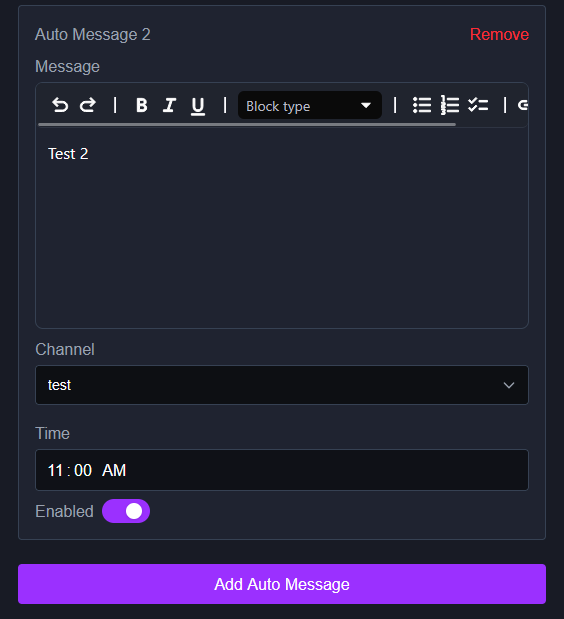 Auto Message 2
Remove
Message
B I U
Block type
Test 2
Channel
test
Time
11:00 AM
Enabled
Add Auto Message